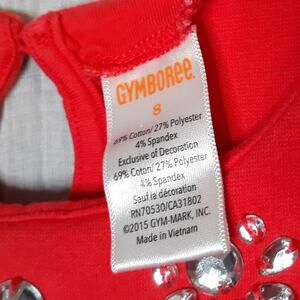 GYMBOREE
8
69% Cotton/ 27% Polyester
4% Spandex
Exclusive of Decoration
69% Coton/ 27% Polyester
4% Spandex
Sauf la décoration
RN70530/CA31802
©2015 GYM-MARK, INC.
Made in Vietnam